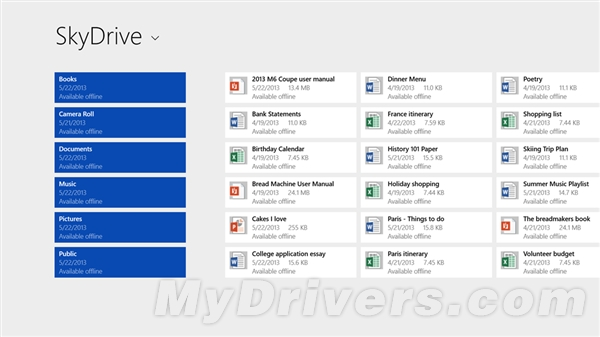 SkyDrive
Books
5/22/2013
Available offline
Camera Roll
5/21/2013
Available offline
Documents
5/22/2013
Available offline
Music
5/22/2013
Available offline
Pictures
5/22/2013
Available offline
Public
5/22/2013
Available offline
2013 M6 Coupe user manual
5/22/2013 13.4 MB
Available offline
Bank Statements
4/19/2013 11.0 KB
Available offline
Birthday Calendar
4/19/2013 7.45 KB
Available offline
Bread Machine User Manual
4/19/2013 24.1 MB
Available offline
Cakes I love
5/22/2013 255 KB
Available offline
College application essay
5/22/2013 15.6 KB
Available offline
Dinner Menu
4/19/2013 11.0 KB
Available offline
France itinerary
4/22/2013 7.59 KB
Available offline
History 101 Paper
5/21/2013 15.5 KB
Available offline
Holiday shopping
4/19/2013 7.44 KB
Available offline
Paris - Things to do
5/21/2013 15.8 KB
Available offline
Paris itinerary
4/21/2013 7.45 KB
Available offline
Poetry
4/19/2013 11.1 KB
Available offline
Shopping list
4/21/2013 7.44 KB
Available offline
Skiing Trip Plan
4/19/2013 11.1 KB
Available offline
Summer Music Playlist
5/21/2013 14.7 KB
Available offline
The breadmakers book
4/21/2013 24.1 MB
Available offline
Volunteer budget
4/21/2013 7.45 KB
Available offline
MyDrivers.com